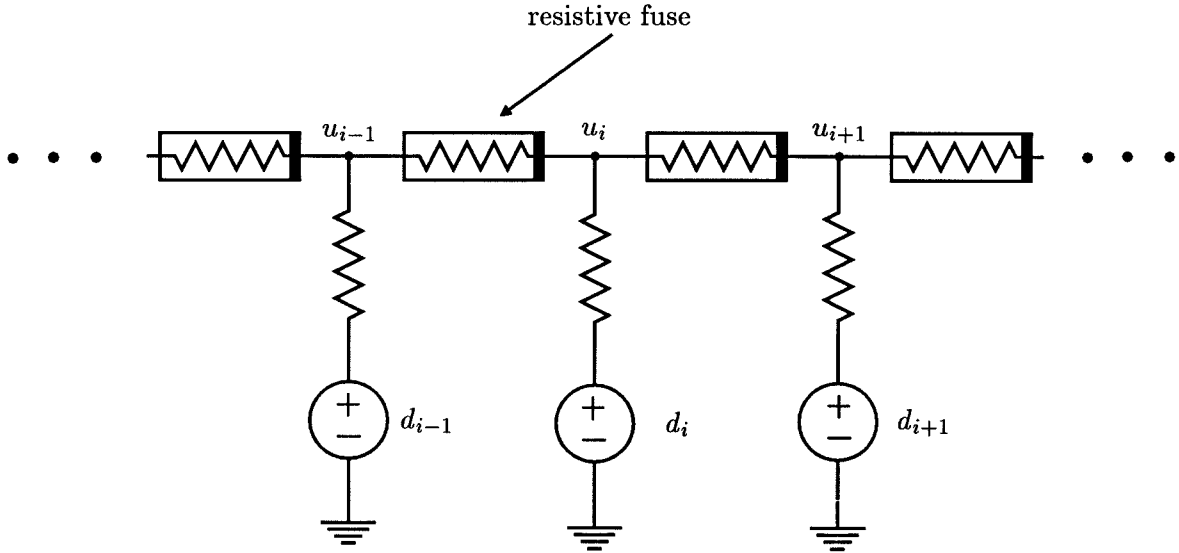 resistive fuse
u_{i-1} u_i u_{i+1}
+ + +
− − −
d_{i-1} d_i d_{i+1}